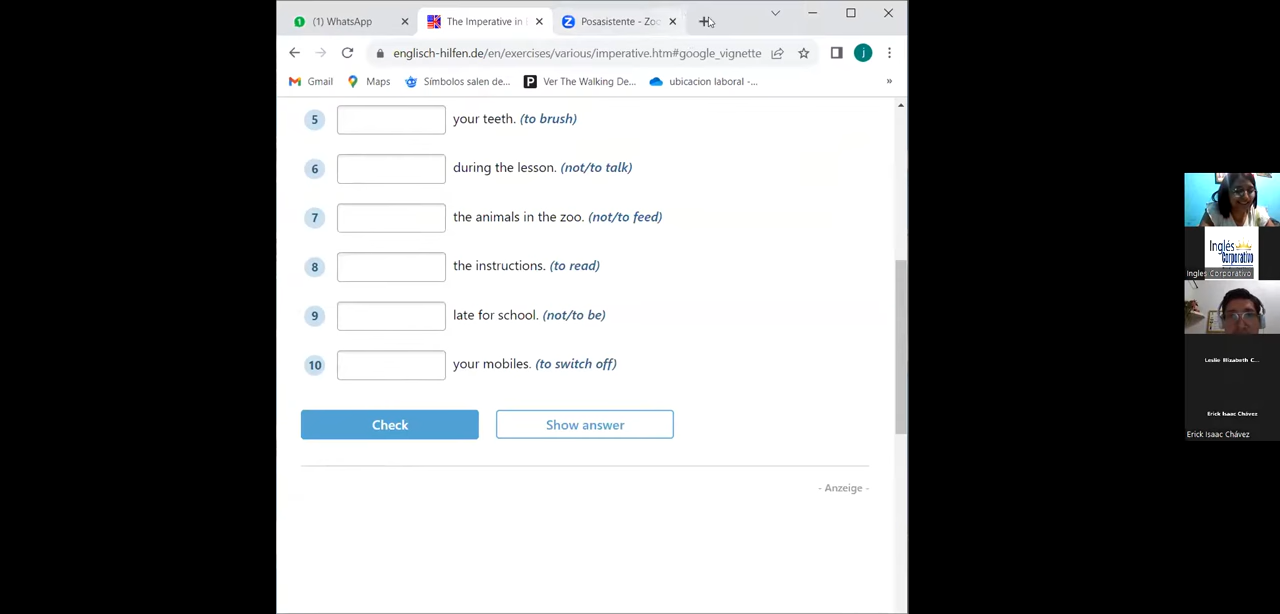 (1) WhatsApp
The Imperative in E
Posasistente - Zoo
englisch-hilfen.de/en/exercises/various/imperative.htm#google_vignette
j
Gmail
Maps
Símbolos salen de...
P Ver The Walking De...
ubicacion laboral -...
»
5 your teeth. (to brush)
6 during the lesson. (not/to talk)
7 the animals in the zoo. (not/to feed)
8 the instructions. (to read)
9 late for school. (not/to be)
10 your mobiles. (to switch off)
Check
Show answer
- Anzeige -
Inglés
Corporativo
Ingles Corporativo
Leslie Elizabeth C...
Erick Isaac Chávez
Erick Isaac Chávez